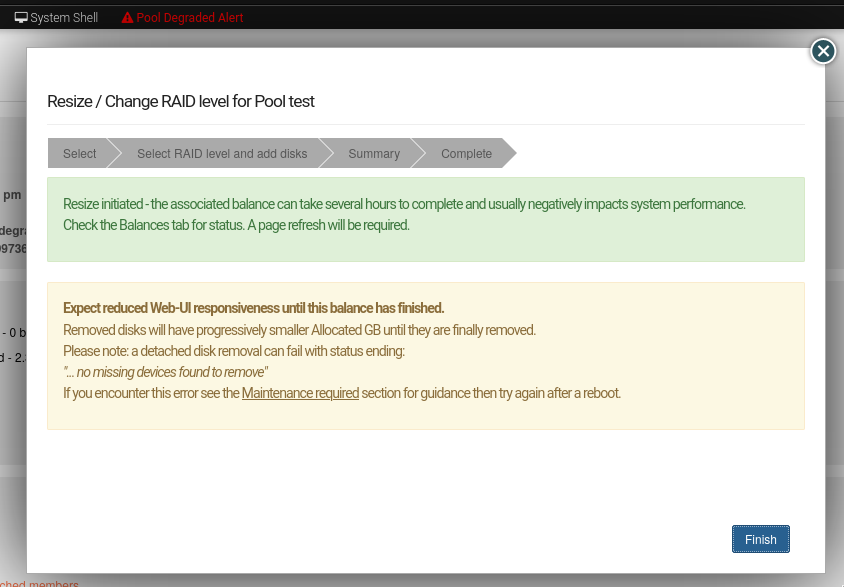 System Shell Pool Degraded Alert
Resize / Change RAID level for Pool test
Select Select RAID level and add disks Summary Complete
pm
Resize initiated - the associated balance can take several hours to complete and usually negatively impacts system performance.
Check the Balances tab for status. A page refresh will be required.
Expect reduced Web-UI responsiveness until this balance has finished.
Removed disks will have progressively smaller Allocated GB until they are finally removed.
- 0 b
Please note: a detached disk removal can fail with status ending:
"... no missing devices found to remove"
If you encounter this error see the Maintenance required section for guidance then try again after a reboot.
Finish
ched members